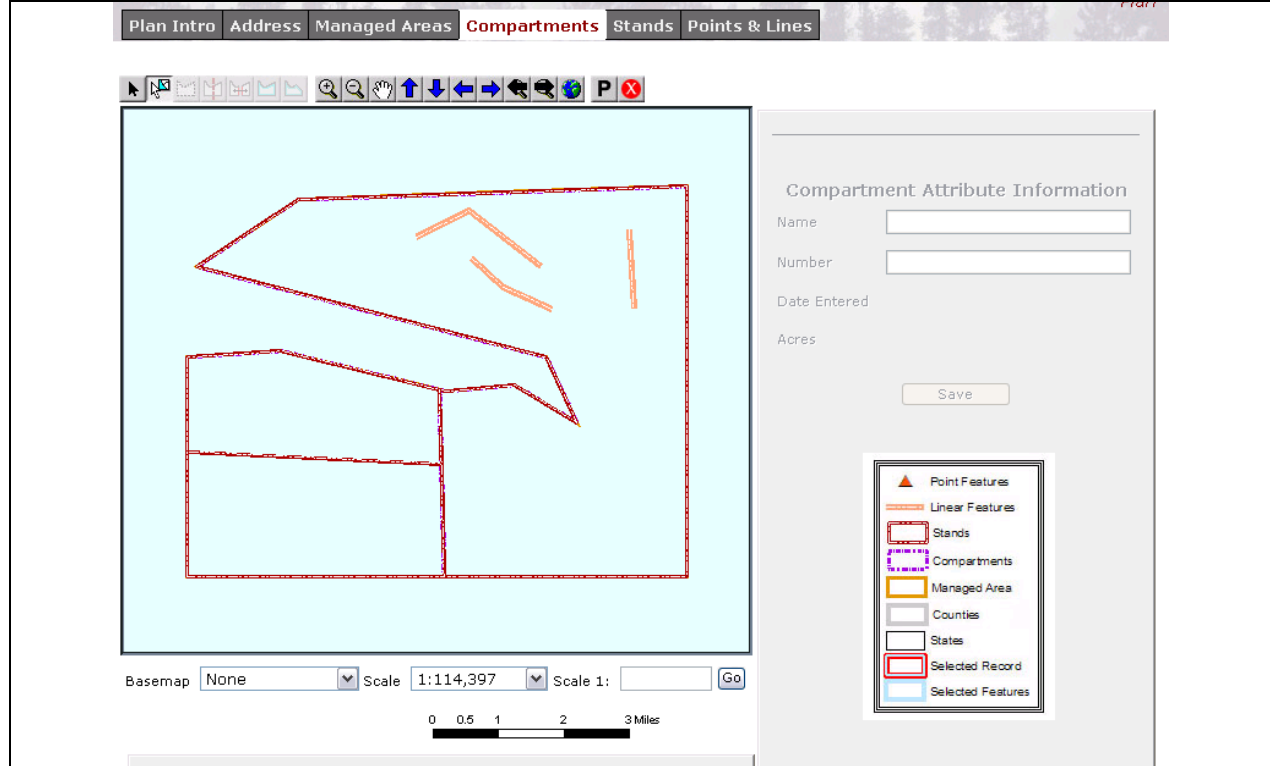 Plan
Plan Intro Address Managed Areas Compartments Stands Points & Lines
P X
Compartment Attribute Information
Name
Number
Date Entered
Acres
Save
Point Features
Linear Features
Stands
Compartments
Managed Area
Counties
States
Selected Record
Selected Features
Basemap None Scale 1:114,397 Scale 1: Go
0 0.5 1 2 3 Miles